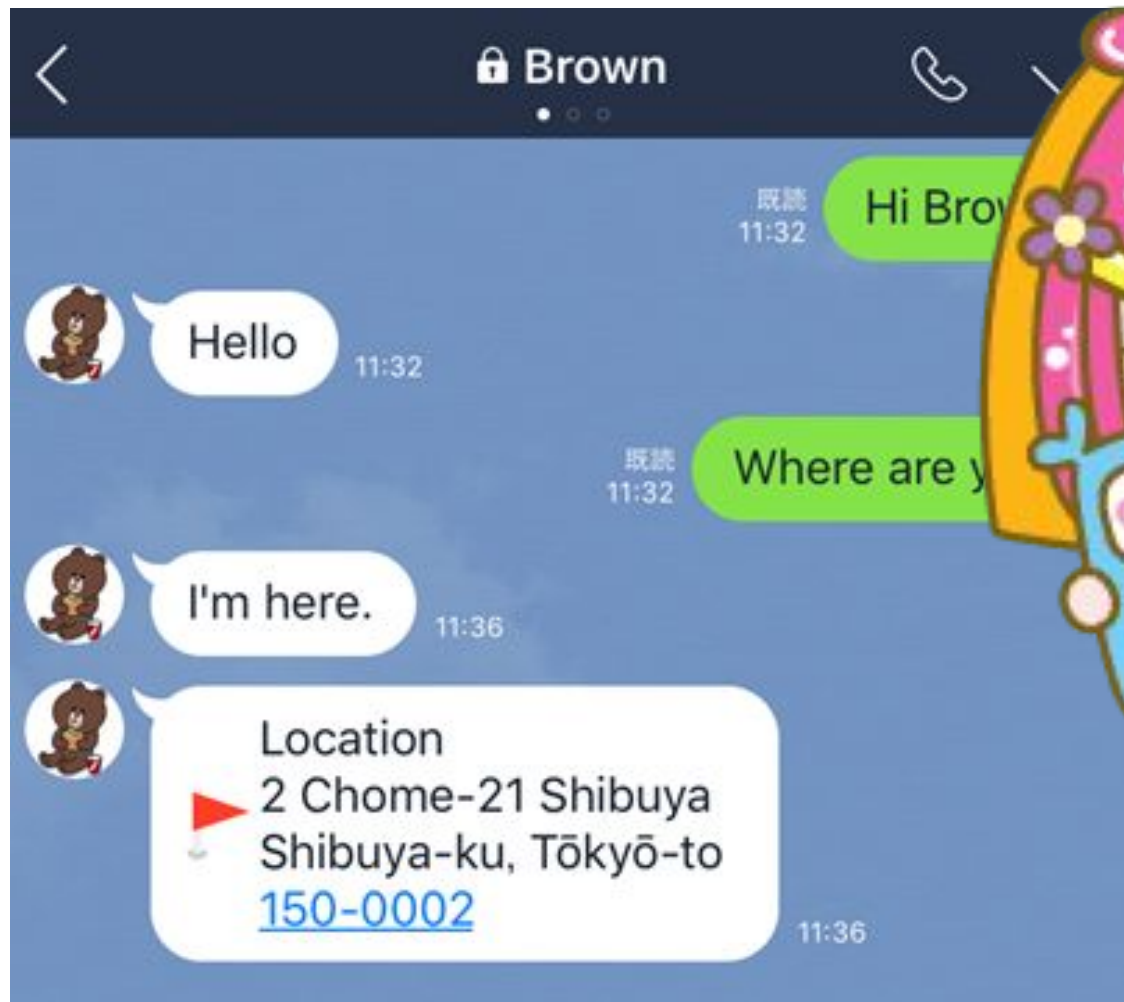 Brown
Hi
既読
11:32
Hello
11:32
Where are
既読
11:32
I'm here.
11:36
Location
2 Chome-21 Shibuya
Shibuya-ku, Tōkyō-to
150-0002
11:36